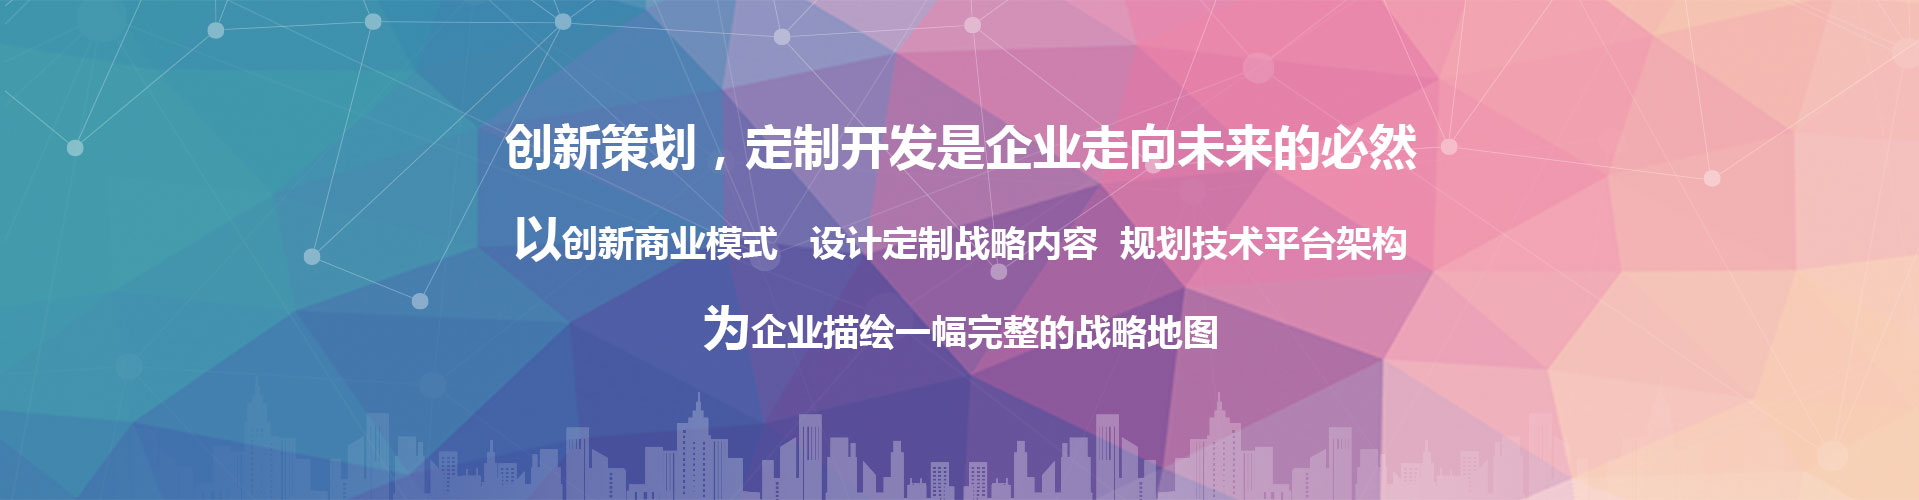 创新策划，定制开发是企业走向未来的必然
以创新商业模式 设计定制战略内容 规划技术平台架构
为企业描绘一幅完整的战略地图